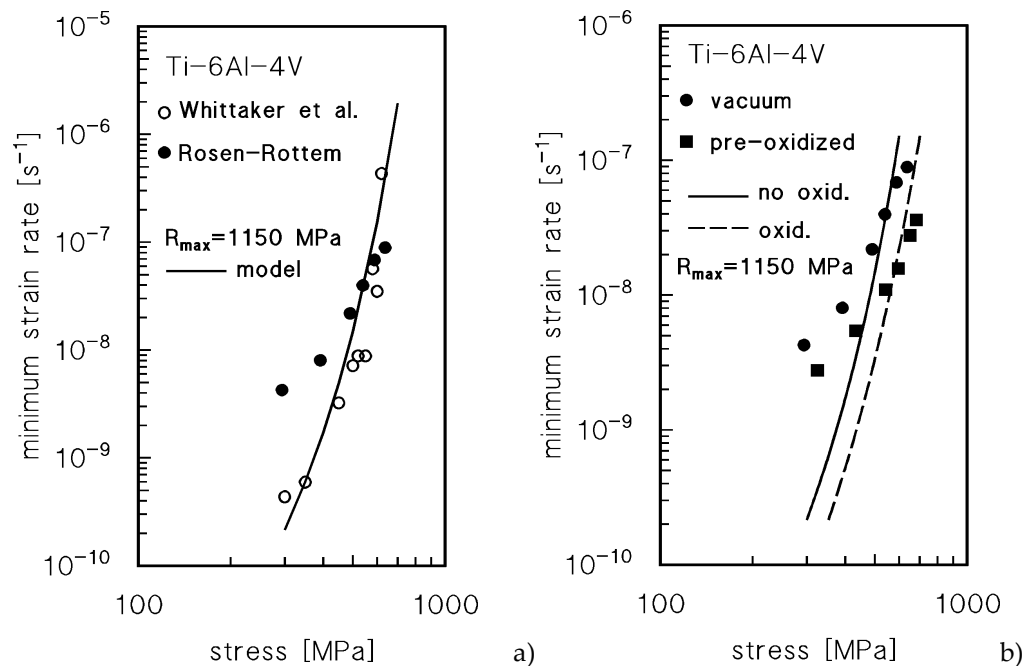 10⁻⁵
Ti−6Al−4V
Whittaker et al.
Rosen−Rottem
10⁻⁶
10⁻⁷
R_max=1150 MPa
model
10⁻⁸
10⁻⁹
10⁻¹⁰
minimum strain rate [s⁻¹]
100
1000
stress [MPa]
a)
10⁻⁶
Ti−6Al−4V
vacuum
pre−oxidized
10⁻⁷
no oxid.
oxid.
R_max=1150 MPa
10⁻⁸
10⁻⁹
10⁻¹⁰
minimum strain rate [s⁻¹]
100
1000
stress [MPa]
b)